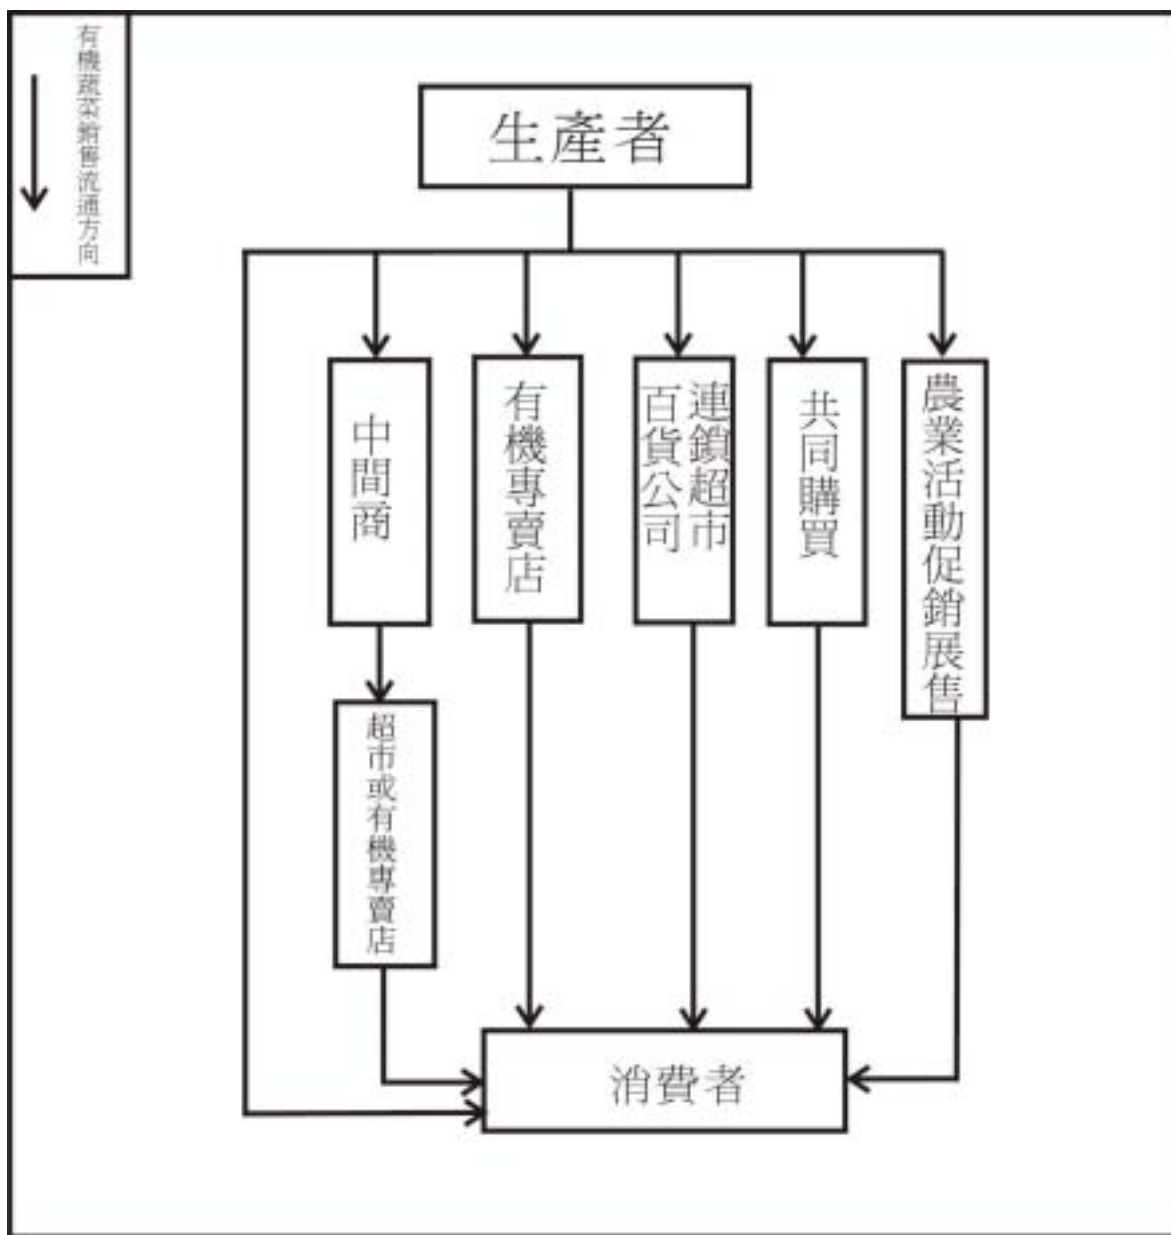 有機蔬菜銷售流通方向
生產者
中間商
有機專賣店
連鎖超市
百貨公司
共同購買
農業活動促銷展售
超市或有機專賣店
消費者